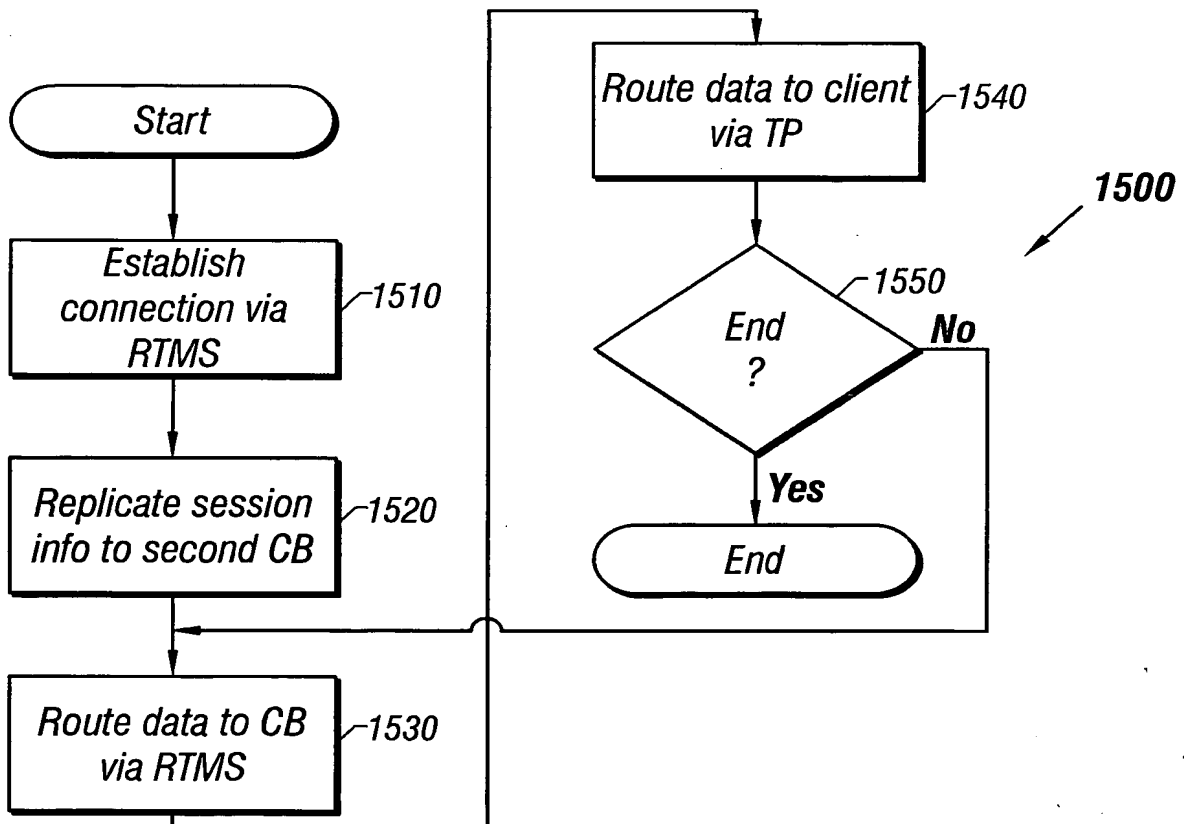 Start
Establish
connection via
RTMS
1510
Replicate session
info to second CB
1520
Route data to CB
via RTMS
1530
Route data to client
via TP
1540
End
?
1550
No
Yes
End
1500